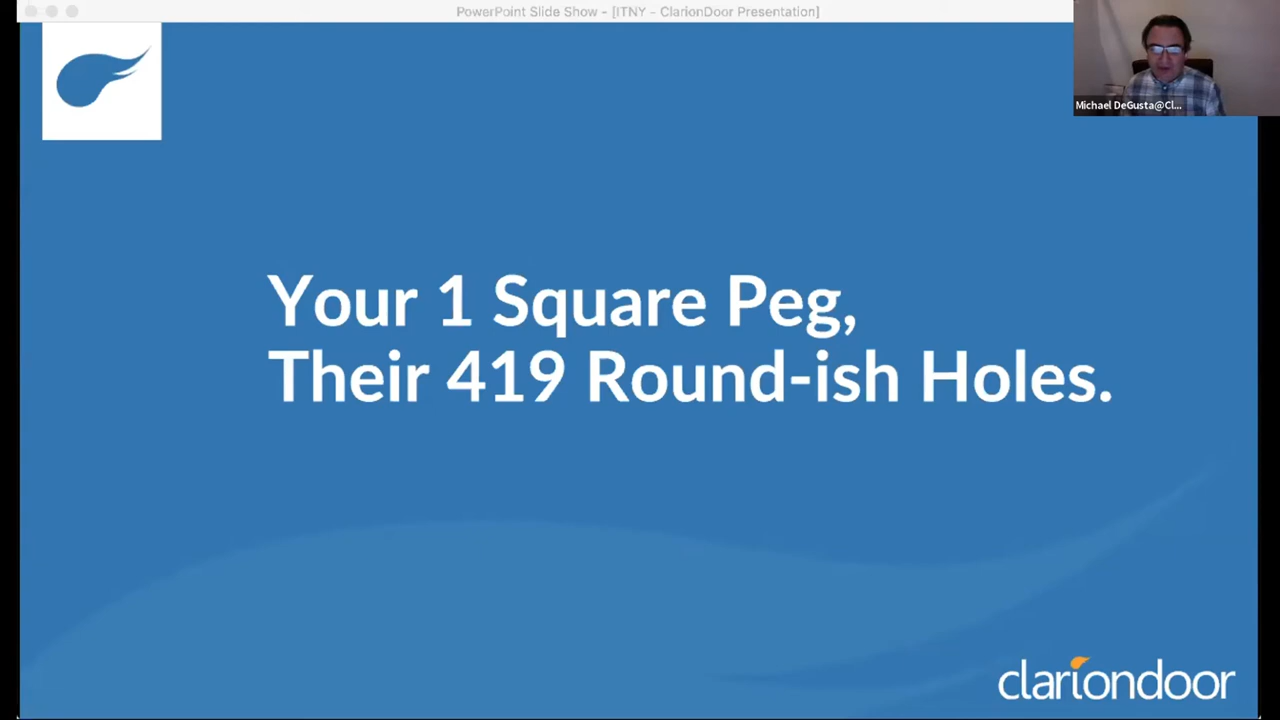 PowerPoint Slide Show - [ITNY - ClarionDoor Presentation]
Michael DeGusta@Cl...
Your 1 Square Peg,
Their 419 Round-ish Holes.
clariondoor